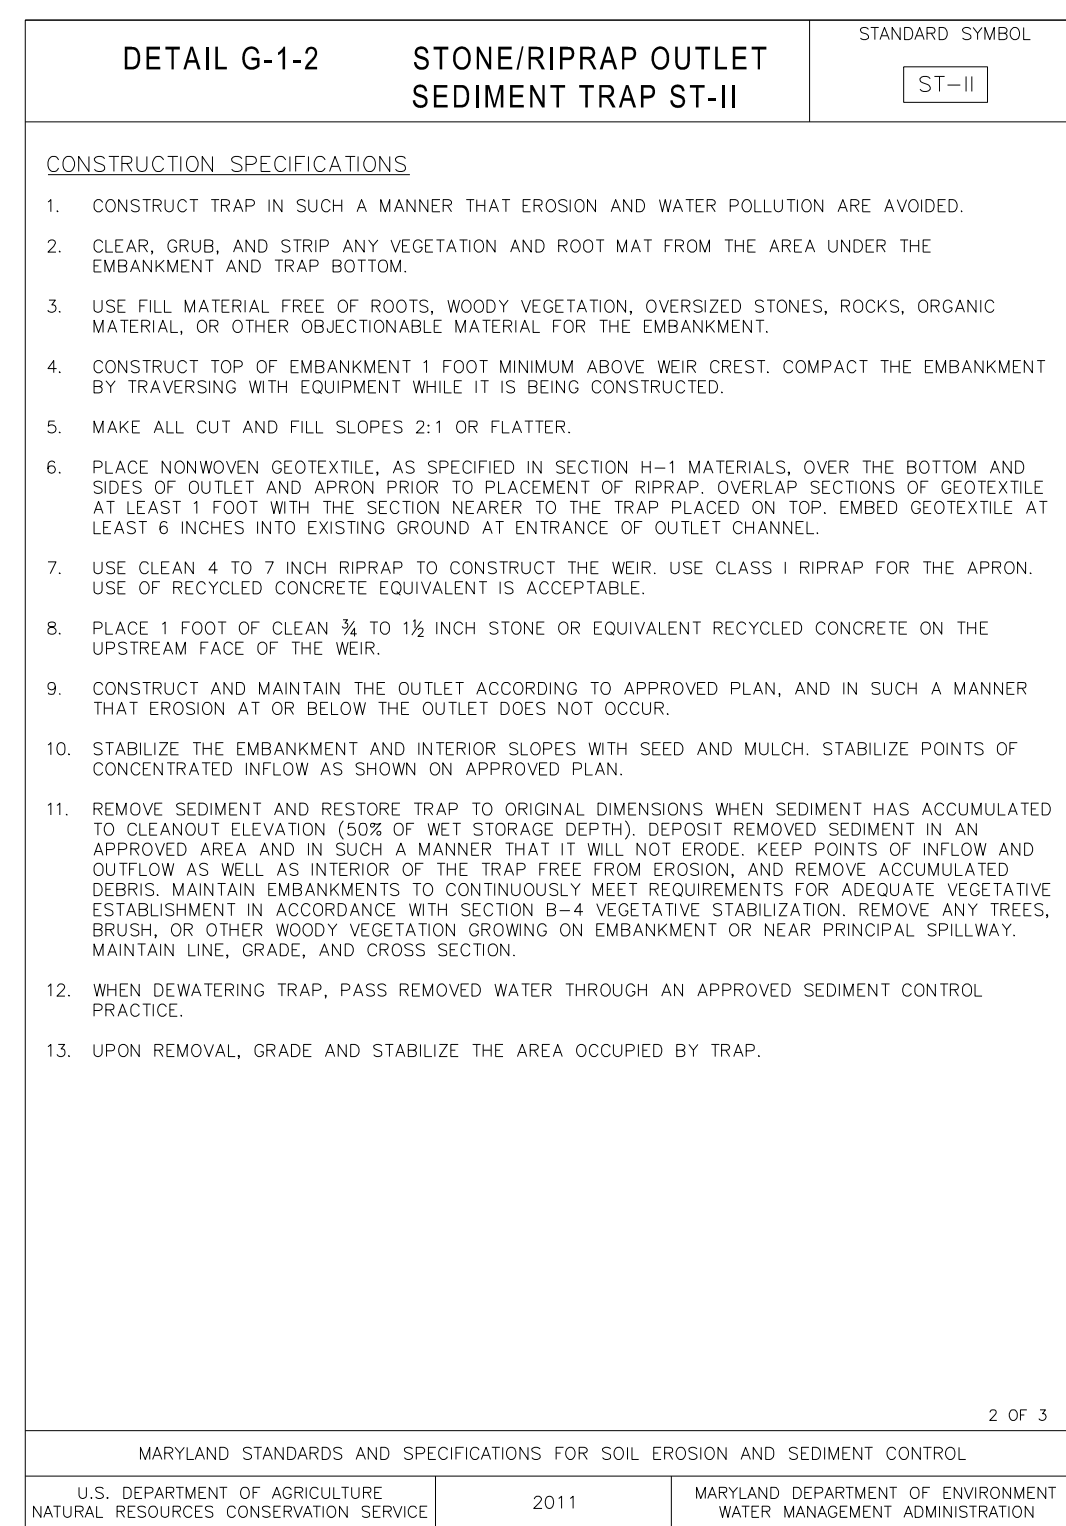 DETAIL G-1-2
STONE/RIPRAP OUTLET
SEDIMENT TRAP ST-II
STANDARD SYMBOL
ST-II
CONSTRUCTION SPECIFICATIONS
1. CONSTRUCT TRAP IN SUCH A MANNER THAT EROSION AND WATER POLLUTION ARE AVOIDED.
2. CLEAR, GRUB, AND STRIP ANY VEGETATION AND ROOT MAT FROM THE AREA UNDER THE
EMBANKMENT AND TRAP BOTTOM.
3. USE FILL MATERIAL FREE OF ROOTS, WOODY VEGETATION, OVERSIZED STONES, ROCKS, ORGANIC
MATERIAL, OR OTHER OBJECTIONABLE MATERIAL FOR THE EMBANKMENT.
4. CONSTRUCT TOP OF EMBANKMENT 1 FOOT MINIMUM ABOVE WEIR CREST. COMPACT THE EMBANKMENT
BY TRAVERSING WITH EQUIPMENT WHILE IT IS BEING CONSTRUCTED.
5. MAKE ALL CUT AND FILL SLOPES 2:1 OR FLATTER.
6. PLACE NONWOVEN GEOTEXTILE, AS SPECIFIED IN SECTION H-1 MATERIALS, OVER THE BOTTOM AND
SIDES OF OUTLET AND APRON PRIOR TO PLACEMENT OF RIPRAP. OVERLAP SECTIONS OF GEOTEXTILE
AT LEAST 1 FOOT WITH THE SECTION NEARER TO THE TRAP PLACED ON TOP. EMBED GEOTEXTILE AT
LEAST 6 INCHES INTO EXISTING GROUND AT ENTRANCE OF OUTLET CHANNEL.
7. USE CLEAN 4 TO 7 INCH RIPRAP TO CONSTRUCT THE WEIR. USE CLASS I RIPRAP FOR THE APRON.
USE OF RECYCLED CONCRETE EQUIVALENT IS ACCEPTABLE.
8. PLACE 1 FOOT OF CLEAN ¾ TO 1½ INCH STONE OR EQUIVALENT RECYCLED CONCRETE ON THE
UPSTREAM FACE OF THE WEIR.
9. CONSTRUCT AND MAINTAIN THE OUTLET ACCORDING TO APPROVED PLAN, AND IN SUCH A MANNER
THAT EROSION AT OR BELOW THE OUTLET DOES NOT OCCUR.
10. STABILIZE THE EMBANKMENT AND INTERIOR SLOPES WITH SEED AND MULCH. STABILIZE POINTS OF
CONCENTRATED INFLOW AS SHOWN ON APPROVED PLAN.
11. REMOVE SEDIMENT AND RESTORE TRAP TO ORIGINAL DIMENSIONS WHEN SEDIMENT HAS ACCUMULATED
TO CLEANOUT ELEVATION (50% OF WET STORAGE DEPTH). DEPOSIT REMOVED SEDIMENT IN AN
APPROVED AREA AND IN SUCH A MANNER THAT IT WILL NOT ERODE. KEEP POINTS OF INFLOW AND
OUTFLOW AS WELL AS INTERIOR OF THE TRAP FREE FROM EROSION, AND REMOVE ACCUMULATED
DEBRIS. MAINTAIN EMBANKMENTS TO CONTINUOUSLY MEET REQUIREMENTS FOR ADEQUATE VEGETATIVE
ESTABLISHMENT IN ACCORDANCE WITH SECTION B-4 VEGETATIVE STABILIZATION. REMOVE ANY TREES,
BRUSH, OR OTHER WOODY VEGETATION GROWING ON EMBANKMENT OR NEAR PRINCIPAL SPILLWAY.
MAINTAIN LINE, GRADE, AND CROSS SECTION.
12. WHEN DEWATERING TRAP, PASS REMOVED WATER THROUGH AN APPROVED SEDIMENT CONTROL
PRACTICE.
13. UPON REMOVAL, GRADE AND STABILIZE THE AREA OCCUPIED BY TRAP.
2 OF 3
MARYLAND STANDARDS AND SPECIFICATIONS FOR SOIL EROSION AND SEDIMENT CONTROL
U.S. DEPARTMENT OF AGRICULTURE
NATURAL RESOURCES CONSERVATION SERVICE
2011
MARYLAND DEPARTMENT OF ENVIRONMENT
WATER MANAGEMENT ADMINISTRATION